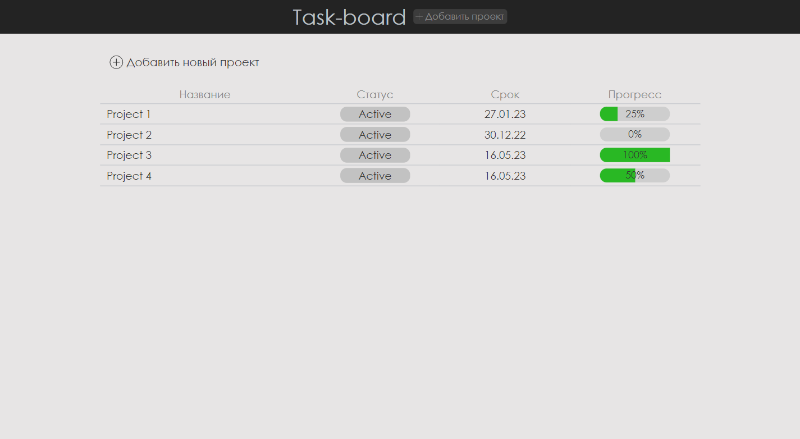 Task-board — Добавить проект
Добавить новый проект
Название Статус Срок Прогресс
Project 1 Active 27.01.23 25%
Project 2 Active 30.12.22 0%
Project 3 Active 16.05.23 100%
Project 4 Active 16.05.23 50%